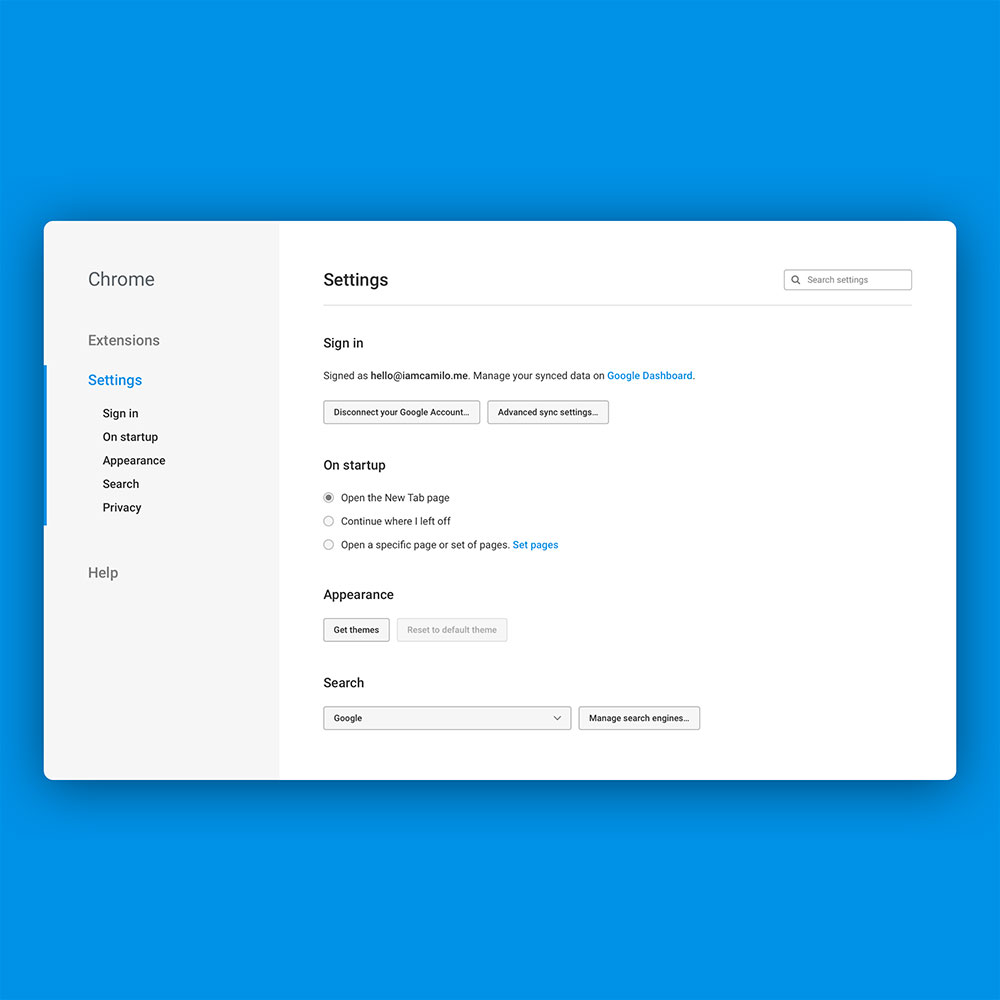 Chrome
Extensions
Settings
Sign in
On startup
Appearance
Search
Privacy
Help
Settings
Search settings
Sign in
Signed as hello@iamcamilo.me. Manage your synced data on Google Dashboard.
Disconnect your Google Account... Advanced sync settings...
On startup
Open the New Tab page
Continue where I left off
Open a specific page or set of pages. Set pages
Appearance
Get themes Reset to default theme
Search
Google Manage search engines...